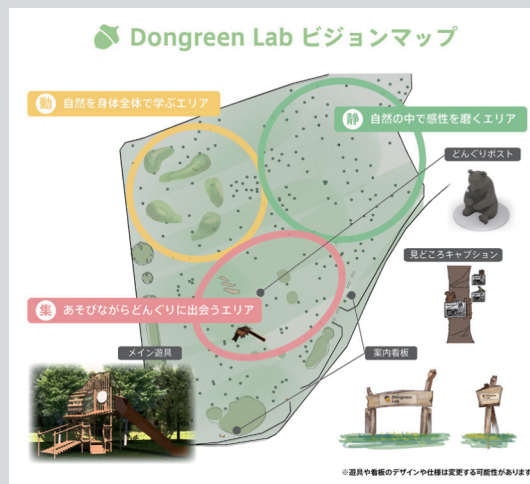 Dongreen Lab ビジョンマップ
動 自然を身体全体で学ぶエリア
静 自然の中で感性を磨くエリア
どんぐりポスト
見どころキャプション
集 あそびながらどんぐりに出会うエリア
メイン遊具
案内看板
Dongreen Lab
※遊具や看板のデザインや仕様は変更する可能性があります